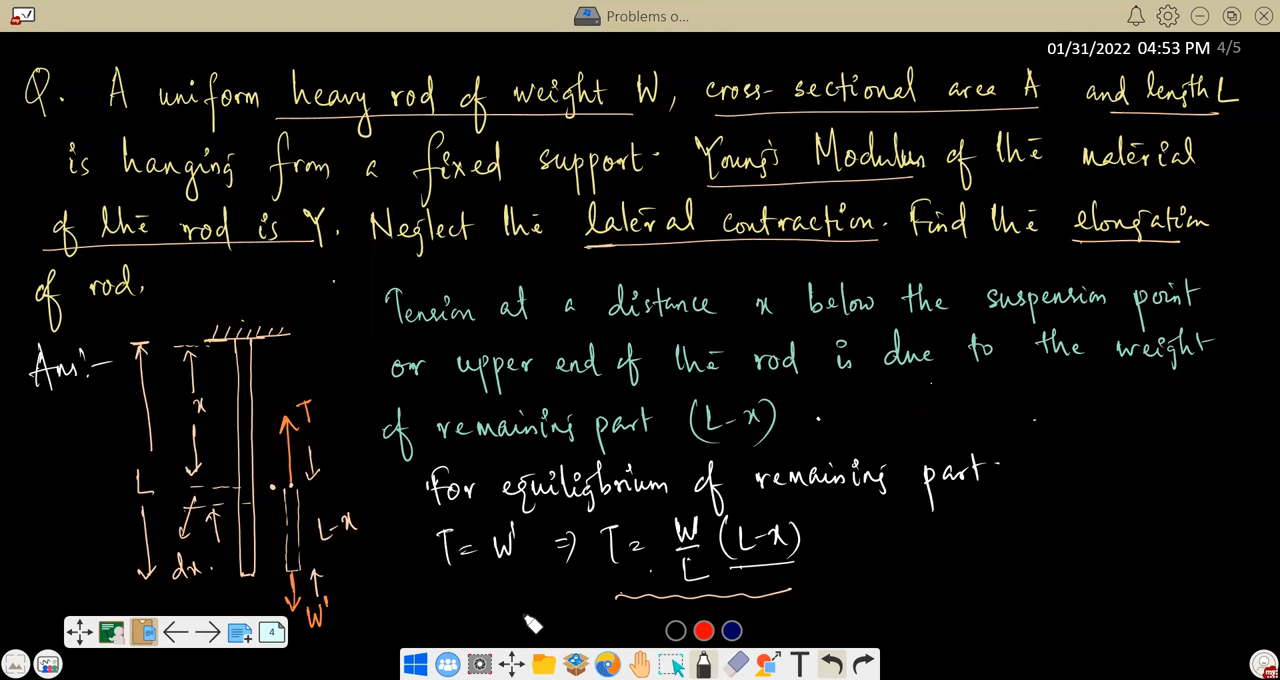 Problems o...
01/31/2022 04:53 PM 4/5
Q. A uniform heavy rod of weight W, cross-sectional area A and length L
is hanging from a fixed support. Young's Modulus of the material
of the rod is Y. Neglect the lateral contraction. Find the elongation
of rod.
Tension at a distance x below the suspension point
or upper end of the rod is due to the weight
of remaining part (L-x).
Ans:-
x
T
L
L-x
dx
W'
For equiligbrium of remaining part
T = W' ⇒ T = W/L (L-x)
4